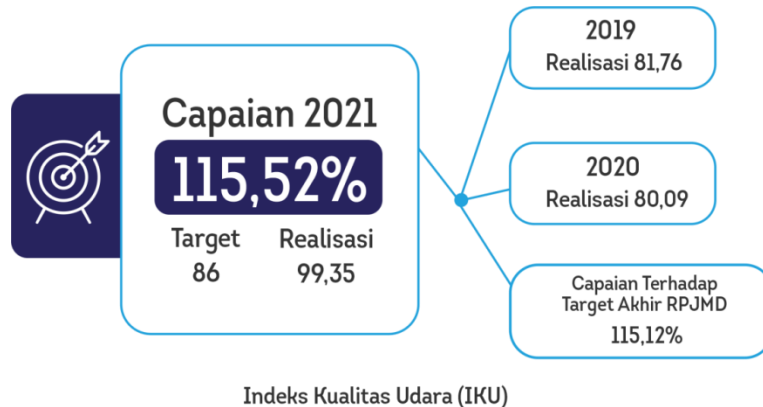 Capaian 2021
115,52%
Target Realisasi
86 99,35
2019
Realisasi 81,76
2020
Realisasi 80,09
Capaian Terhadap
Target Akhir RPJMD
115,12%
Indeks Kualitas Udara (IKU)